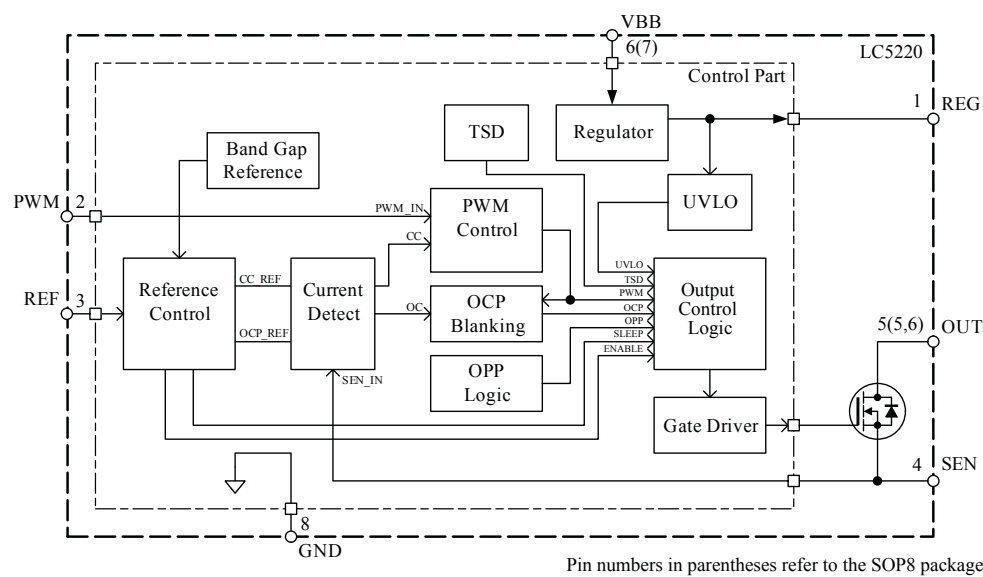 VBB
6(7)
LC5220
Control Part
1
REG
TSD
Regulator
Band Gap
Reference
UVLO
PWM
2
PWM_IN
PWM
Control
CC
REF
3
Reference
Control
CC_REF
OCP_REF
Current
Detect
OC
OCP
Blanking
UVLO
TSD
PWM
OCP
OPP
SLEEP
ENABLE
Output
Control
Logic
5(5,6)
OUT
SEN_IN
OPP
Logic
Gate Driver
4
SEN
8
GND
Pin numbers in parentheses refer to the SOP8 package